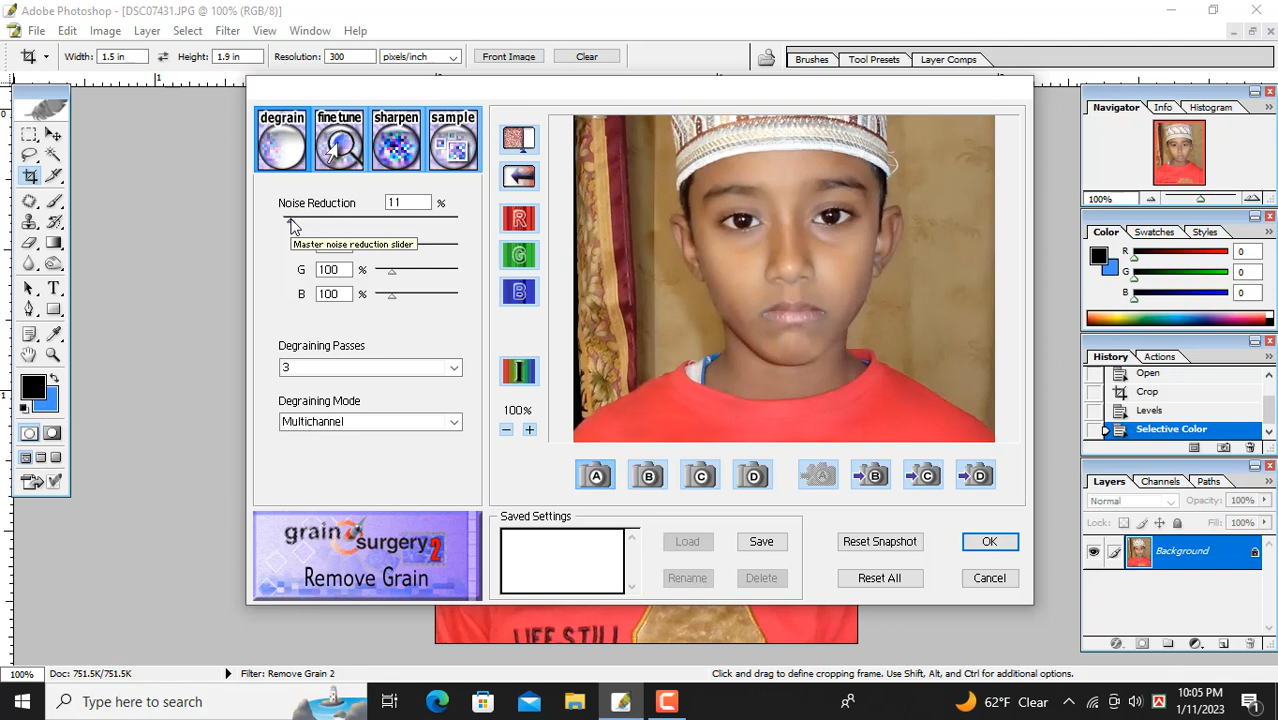 Adobe Photoshop - [DSC07431.JPG @ 100% (RGB/8)]
File Edit Image Layer Select Filter View Window Help
Width: 1.5 in Height: 1.9 in Resolution: 300 pixels/inch Front Image Clear Brushes Tool Presets Layer Comps
degrain fine tune sharpen sample
Noise Reduction 11 %
Master noise reduction slider
G 100 %
B 100 %
Degraining Passes
3
Degraining Mode
Multichannel
grain surgery 2
Remove Grain
R
G
B
100%
A B C D A B C D
Saved Settings
Load Save
Rename Delete
Reset Snapshot OK
Reset All Cancel
LIFE STILL
Navigator Info Histogram
100%
Color Swatches Styles
R 0
G 0
B 0
History Actions
Open
Crop
Levels
Selective Color
Layers Channels Paths
Normal Opacity: 100%
Lock: Fill: 100%
Background
100% Doc: 751.5K/751.5K Filter: Remove Grain 2 Click and drag to define cropping frame. Use Shift, Alt, and Ctrl for additional options.
Type here to search
62°F Clear
10:05 PM
1/11/2023